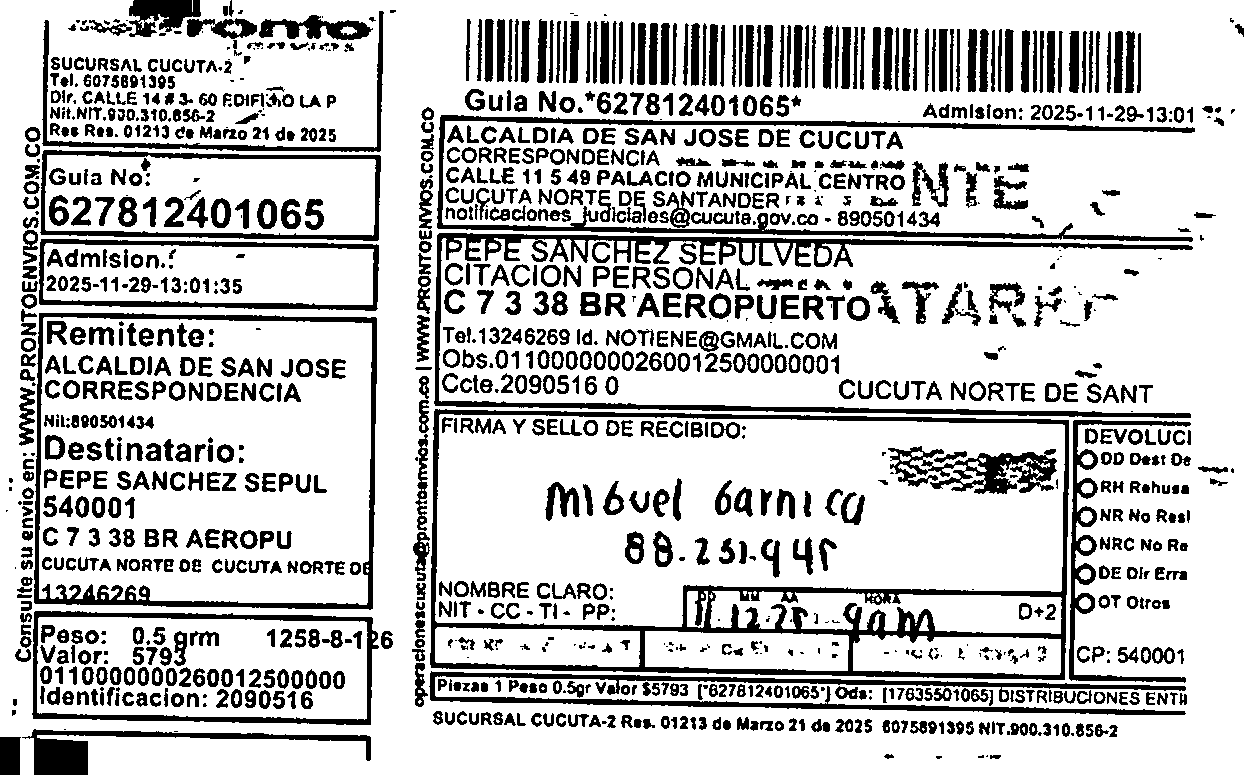 Pronto
SUCURSAL CUCUTA-2
Tel. 6075891395
Dir. CALLE 14 # 3- 60 EDIFICIO LA P
Nit.NIT.900.310.856-2
Res Res. 01213 de Marzo 21 de 2025
Guia No:
627812401065
Admision.:
2025-11-29-13:01:35
Remitente:
ALCALDIA DE SAN JOSE
CORRESPONDENCIA
Nit:890501434
Destinatario:
PEPE SANCHEZ SEPUL
540001
C 7 3 38 BR AEROPU
CUCUTA NORTE DE CUCUTA NORTE DE
13246269
Peso: 0.5 grm 1258-8-126
Valor: 5793
0110000000260012500000
Identificacion: 2090516
Consulte su envio en: WWW.PRONTOENVIOS.COM.CO
Guia No.*627812401065*
Admision: 2025-11-29-13:01
ALCALDIA DE SAN JOSE DE CUCUTA
CORRESPONDENCIA
CALLE 11 5 49 PALACIO MUNICIPAL CENTRO
CUCUTA NORTE DE SANTANDER
notificaciones_judiciales@cucuta.gov.co - 890501434
NTE
PEPE SANCHEZ SEPULVEDA
CITACION PERSONAL
C 7 3 38 BR AEROPUERTO
ATAR
Tel.13246269 Id. NOTIENE@GMAIL.COM
Obs.01100000002600125000000001
Ccte.2090516 0
CUCUTA NORTE DE SANT
operacionescucuta@prontoenvios.com.co | WWW.PRONTOENVIOS.COM.CO
FIRMA Y SELLO DE RECIBIDO:
Miguel Garnica
88.231.945
NOMBRE CLARO:
NIT - CC - TI - PP:
DD MM AA HORA
11.12.25 9am
D+2
DEVOLUCI
DD Dest De
RH Rehusa
NR No Resi
NRC No Re
DE Dir Erra
OT Otros
CP: 540001
Piezas 1 Peso 0.5gr Valor $5793 [*627812401065*] Ods: [17635501065] DISTRIBUCIONES ENTR
SUCURSAL CUCUTA-2 Res. 01213 de Marzo 21 de 2025 6075891395 NIT.900.310.856-2